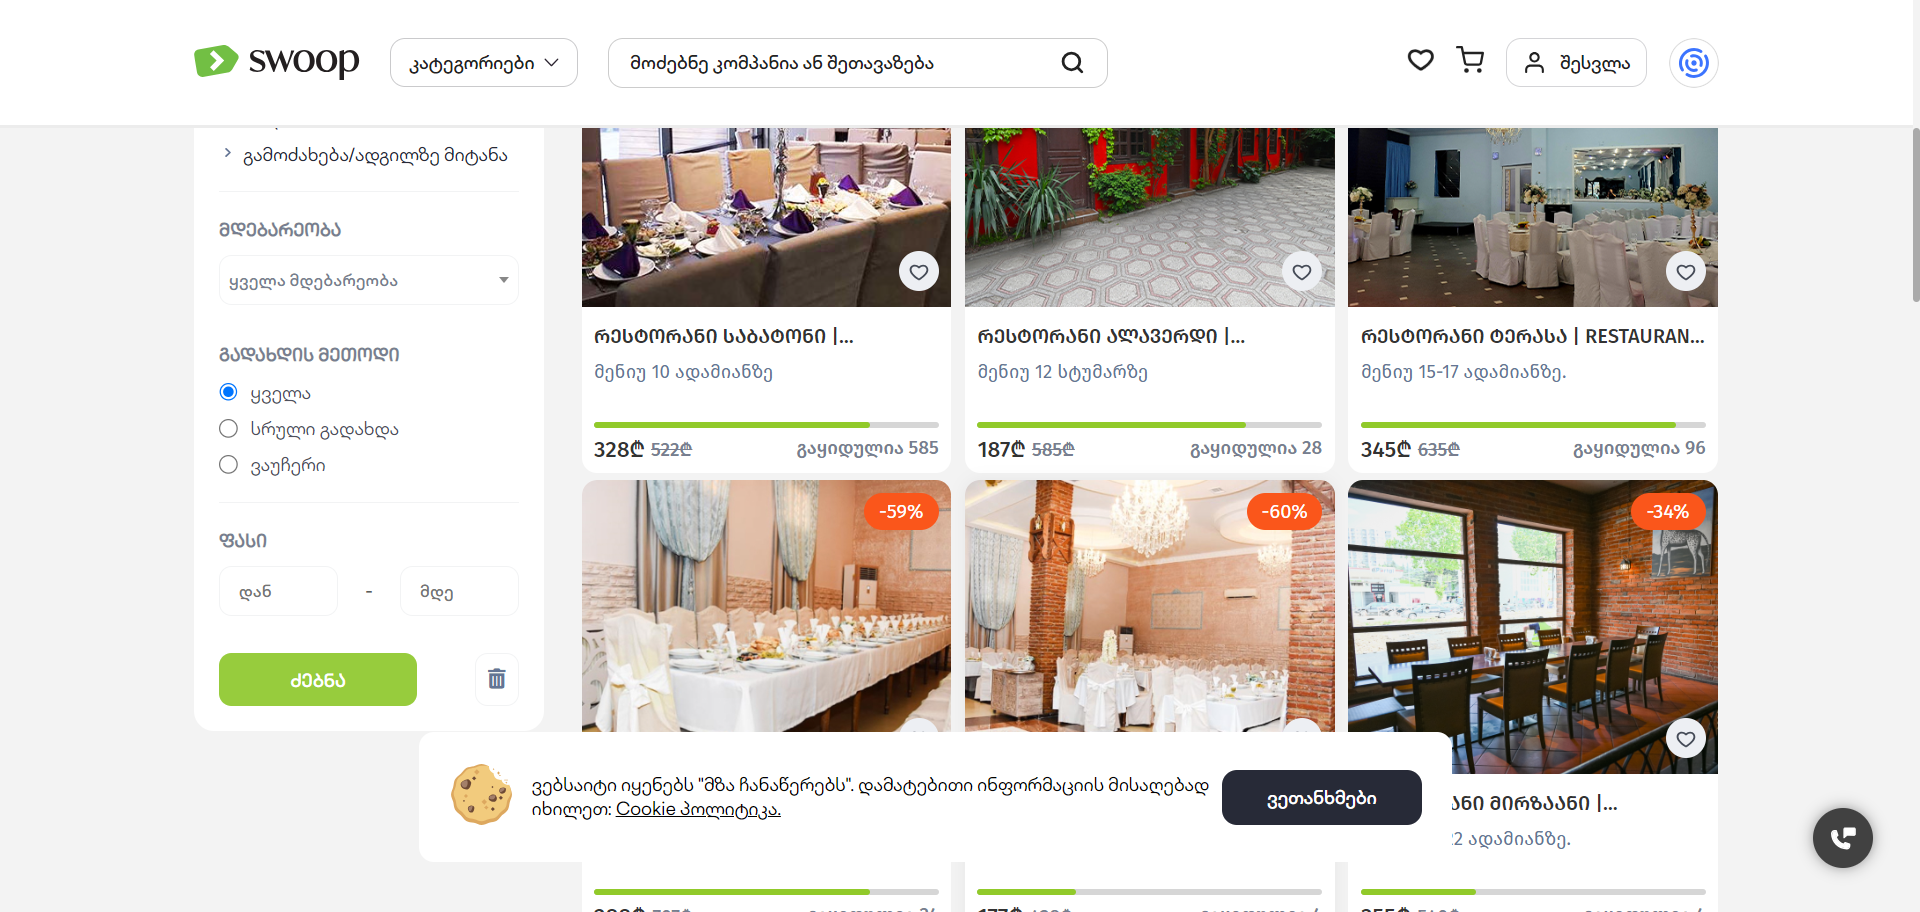 swoop
კატეგორიები
მოძებნე კომპანია ან შეთავაზება
შესვლა
გამოძახება/ადგილზე მიტანა
მდებარეობა
ყველა მდებარეობა
გადახდის მეთოდი
ყველა
სრული გადახდა
ვაუჩერი
ფასი
დან
-
მდე
ძებნა
რესტორანი საბატონი |...
მენიუ 10 ადამიანზე
328₾ 522₾ გაყიდულია 585
რესტორანი ალავერდი |...
მენიუ 12 სტუმარზე
187₾ 585₾ გაყიდულია 28
რესტორანი ტერასა | RESTAURAN...
მენიუ 15-17 ადამიანზე.
345₾ 635₾ გაყიდულია 96
-59%
-60%
-34%
ანი მირზაანი |...
ადამიანზე.
ვებსაიტი იყენებს "მზა ჩანაწერებს". დამატებითი ინფორმაციის მისაღებად
იხილეთ: Cookie პოლიტიკა.
ვეთანხმები